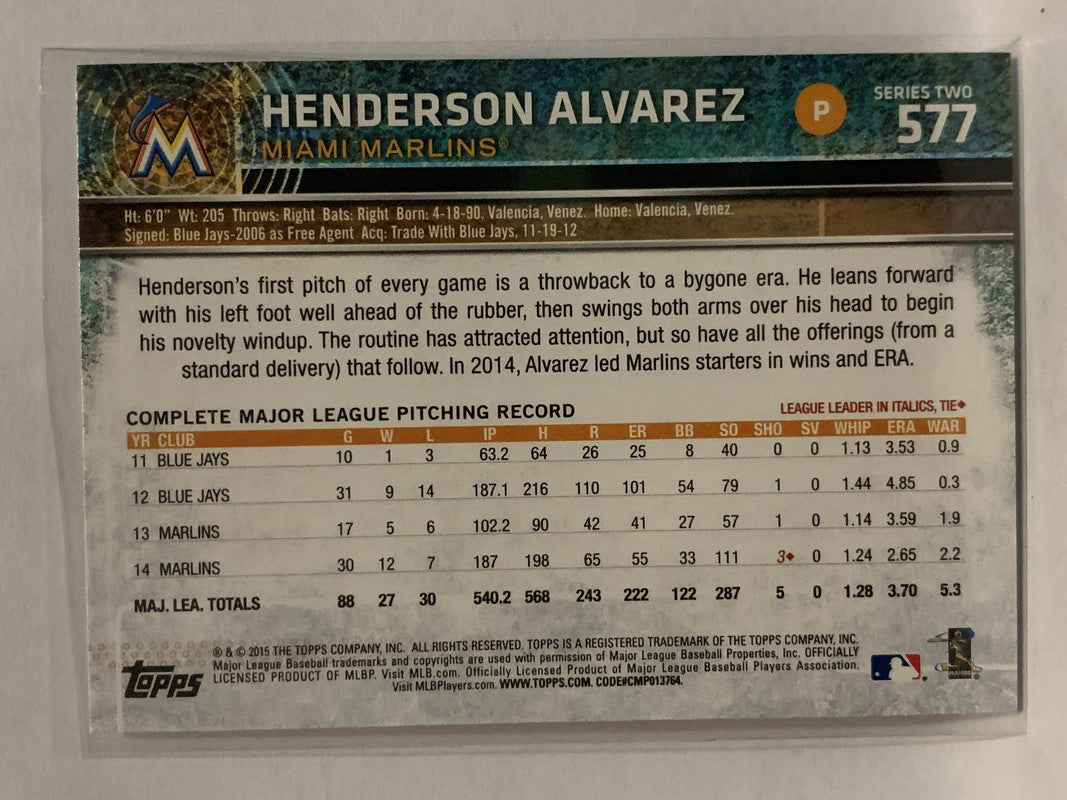 HENDERSON ALVAREZ
MIAMI MARLINS®
P
SERIES TWO
577
Ht: 6'0" Wt: 205 Throws: Right Bats: Right Born: 4-18-90, Valencia, Venez. Home: Valencia, Venez.
Signed: Blue Jays-2006 as Free Agent Acq: Trade With Blue Jays, 11-19-12
Henderson's first pitch of every game is a throwback to a bygone era. He leans forward
with his left foot well ahead of the rubber, then swings both arms over his head to begin
his novelty windup. The routine has attracted attention, but so have all the offerings (from a
standard delivery) that follow. In 2014, Alvarez led Marlins starters in wins and ERA.
COMPLETE MAJOR LEAGUE PITCHING RECORD
LEAGUE LEADER IN ITALICS, TIE♦
YR CLUB G W L IP H R ER BB SO SHO SV WHIP ERA WAR
11 BLUE JAYS 10 1 3 63.2 64 26 25 8 40 0 0 1.13 3.53 0.9
12 BLUE JAYS 31 9 14 187.1 216 110 101 54 79 1 0 1.44 4.85 0.3
13 MARLINS 17 5 6 102.2 90 42 41 27 57 1 0 1.14 3.59 1.9
14 MARLINS 30 12 7 187 198 65 55 33 111 3♦ 0 1.24 2.65 2.2
MAJ. LEA. TOTALS 88 27 30 540.2 568 243 222 122 287 5 0 1.28 3.70 5.3
Topps
® & © 2015 THE TOPPS COMPANY, INC. ALL RIGHTS RESERVED. TOPPS IS A REGISTERED TRADEMARK OF THE TOPPS COMPANY, INC.
Major League Baseball trademarks and copyrights are used with permission of Major League Baseball Properties, Inc. OFFICIALLY
LICENSED PRODUCT OF MLBP. Visit MLB.com. Officially Licensed Product of Major League Baseball Players Association.
Visit MLBPlayers.com. WWW.TOPPS.COM. CODE#CMP013764.
PLAYERS